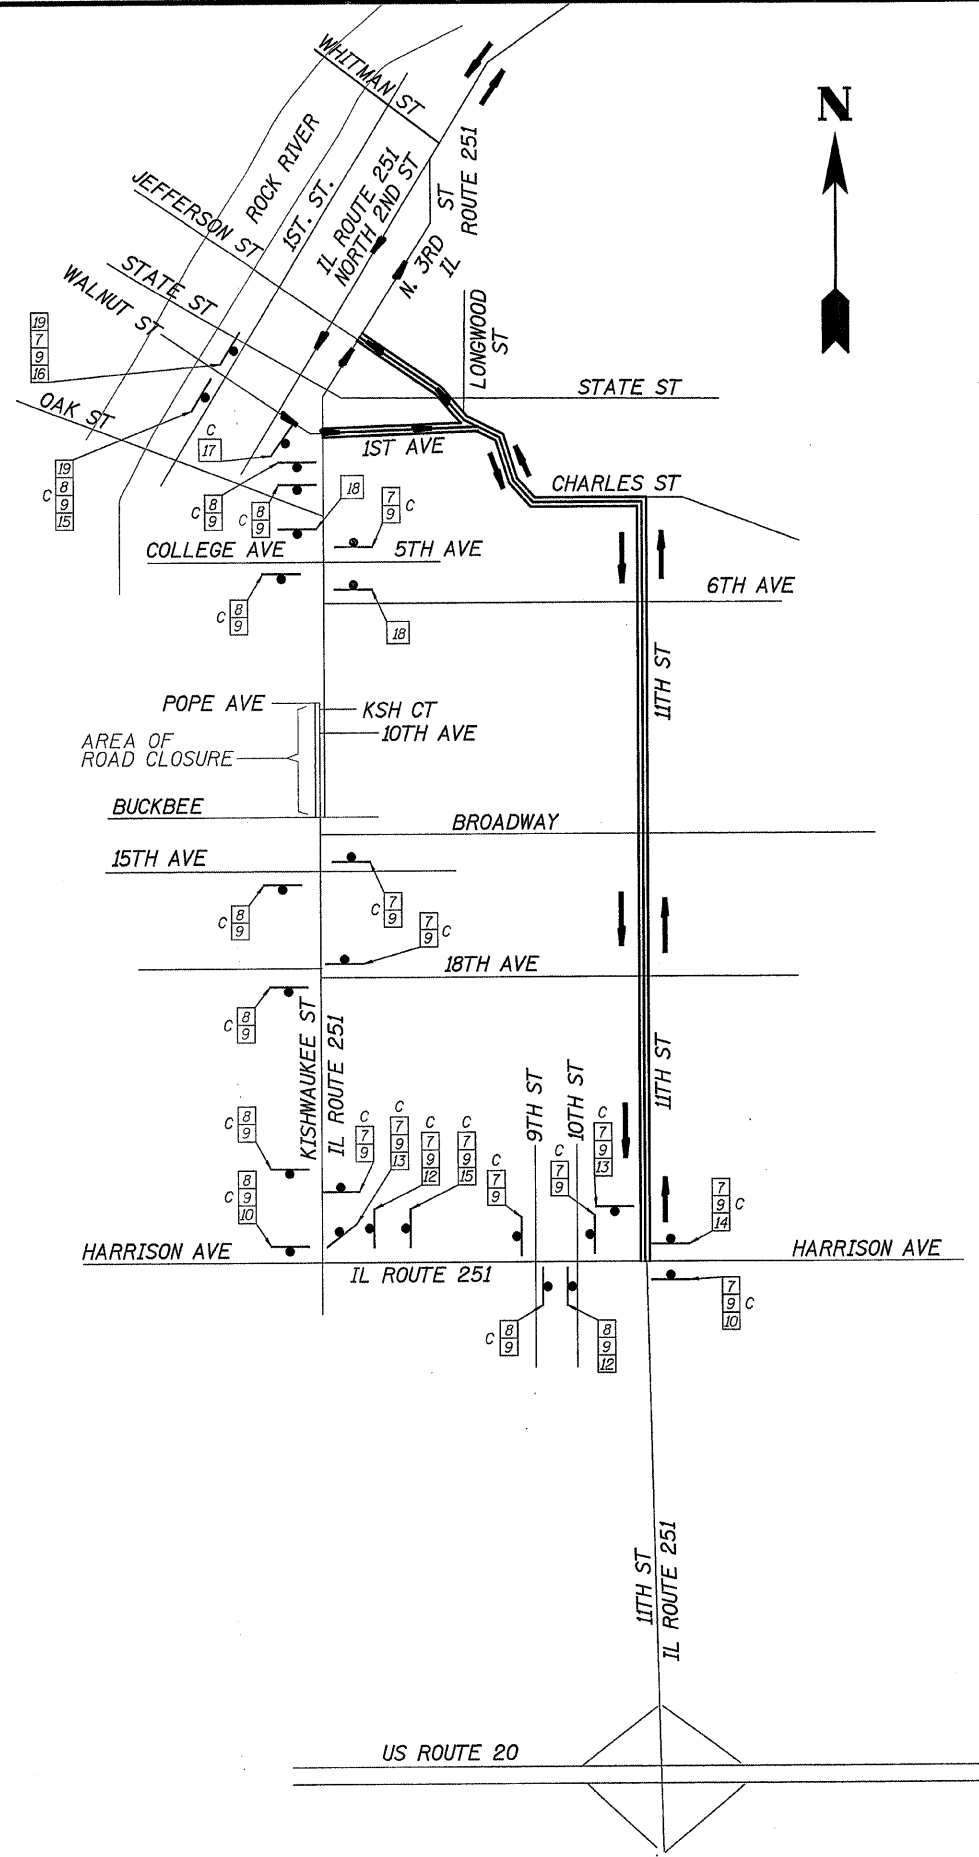 WHITMAN ST
N
ROCK RIVER
1ST. ST.
IL ROUTE 251
NORTH 2ND ST
N. 3RD ST
IL ROUTE 251
JEFFERSON ST
STATE ST
WALNUT ST
LONGWOOD
ST
19
7
9
16
STATE ST
OAK ST
C
17
1ST AVE
19
C 8
9
15
C 8
9
C 8
9
18
7
9 C
CHARLES ST
COLLEGE AVE
5TH AVE
C 8
9
18
6TH AVE
11TH ST
POPE AVE
KSH CT
10TH AVE
AREA OF
ROAD CLOSURE
BUCKBEE
BROADWAY
15TH AVE
C 8
9
C 7
9
7
9 C
18TH AVE
C 8
9
KISHWAUKEE ST
IL ROUTE 251
11TH ST
9TH ST
10TH ST
C 8
9
C
7
9
C
7
9
13
C
7
9
12
C
7
9
15
C
7
9
C
7
9
C
7
9
13
C 8
9
10
7
9 C
14
HARRISON AVE
HARRISON AVE
IL ROUTE 251
C 8
9
8
9
12
7
9 C
10
11TH ST
IL ROUTE 251
US ROUTE 20